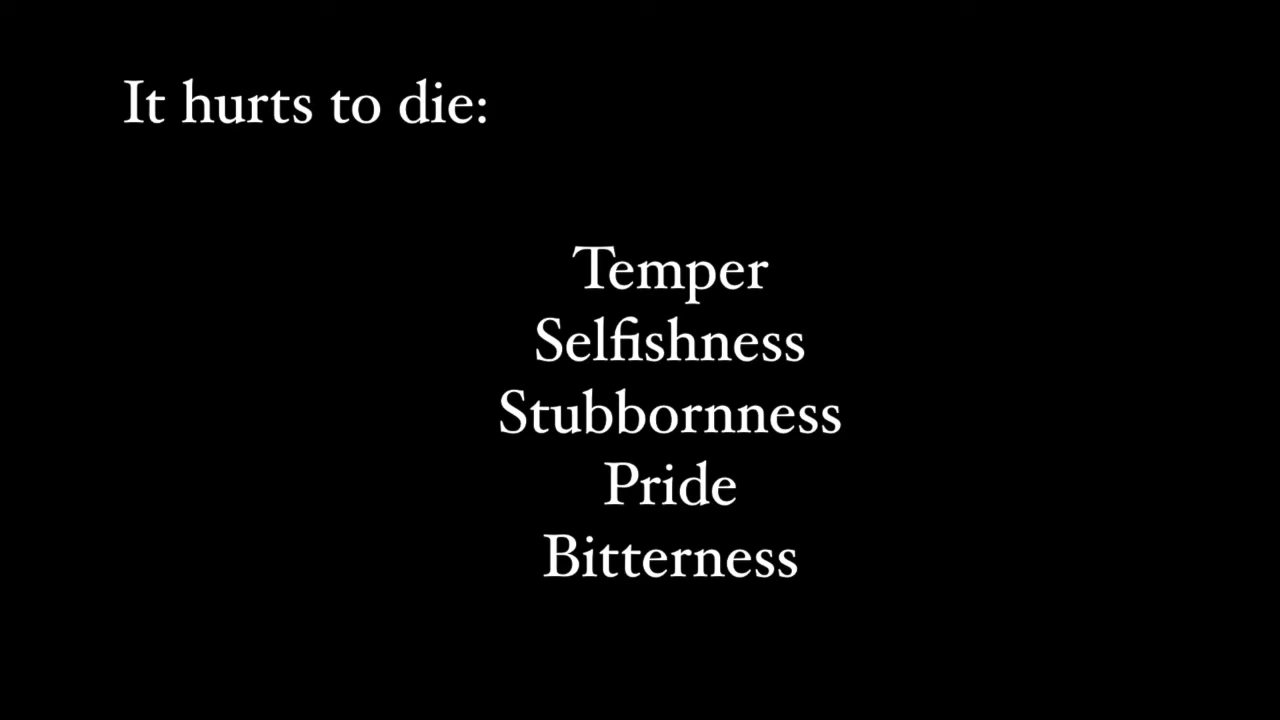 It hurts to die:
Temper
Selfishness
Stubbornness
Pride
Bitterness